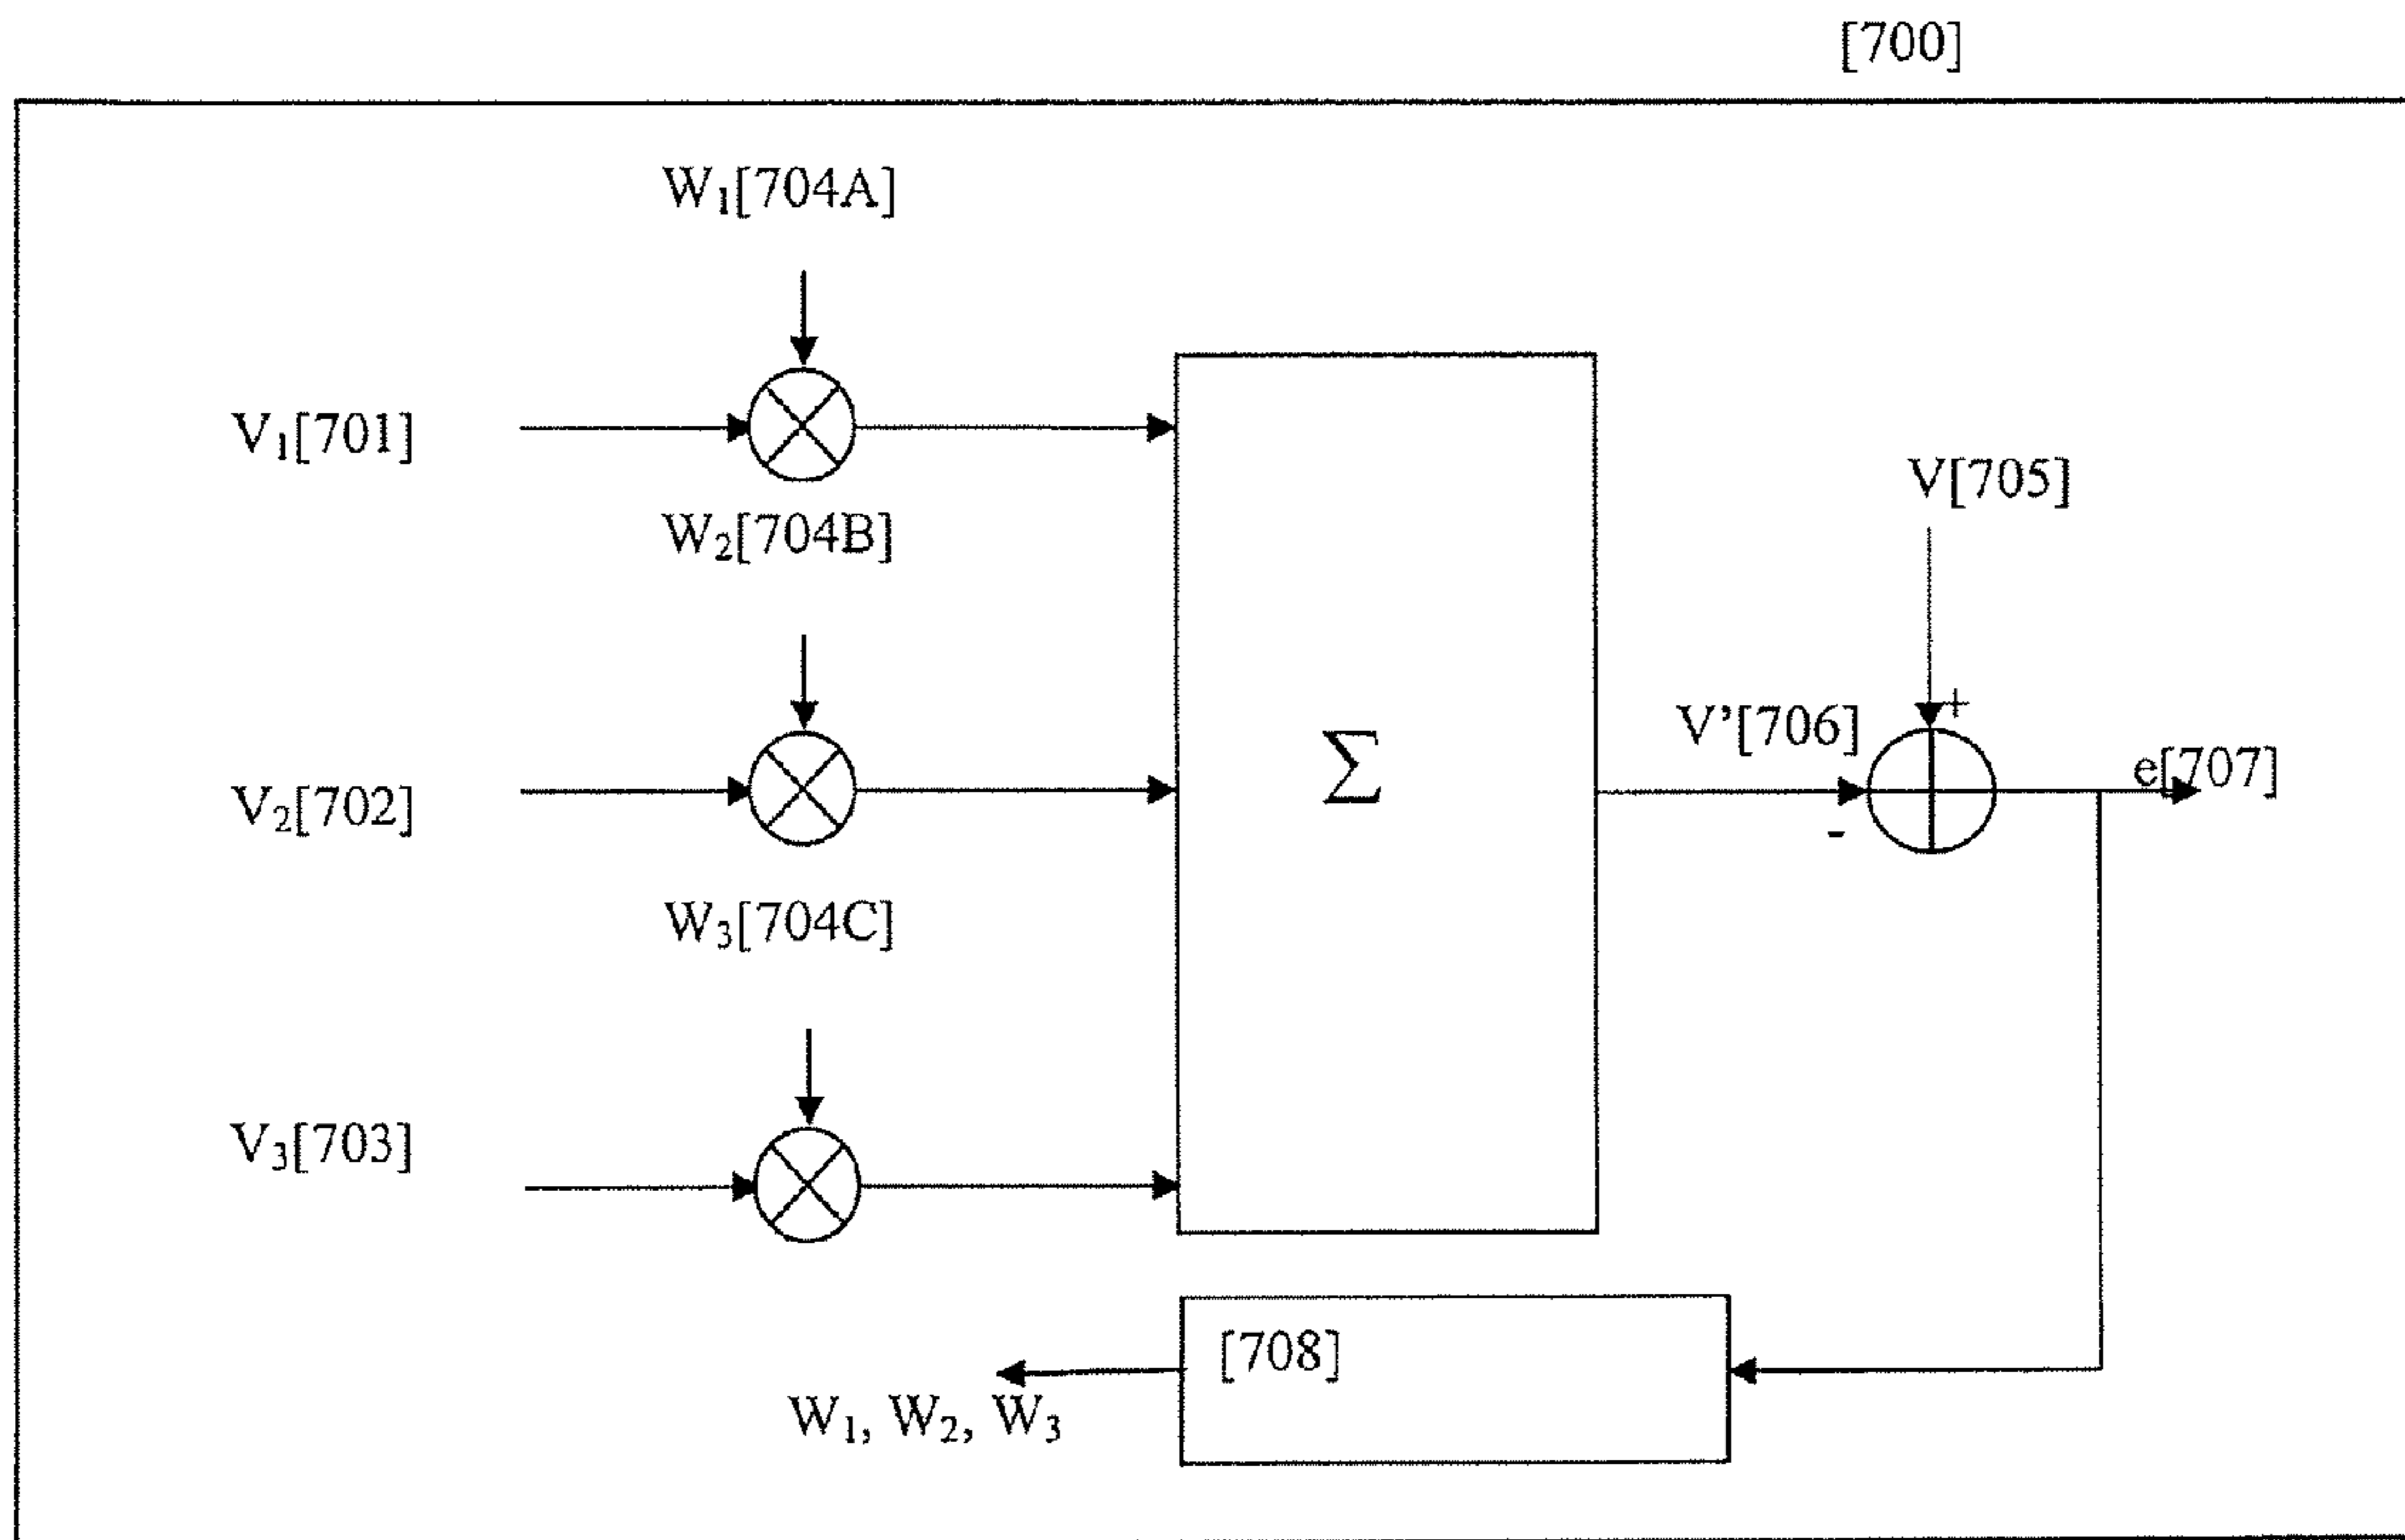 [700]
W₁[704A]
V₁[701]
W₂[704B]
V[705]
V'[706]
+
-
e[707]
V₂[702]
Σ
W₃[704C]
V₃[703]
[708]
W₁, W₂, W₃